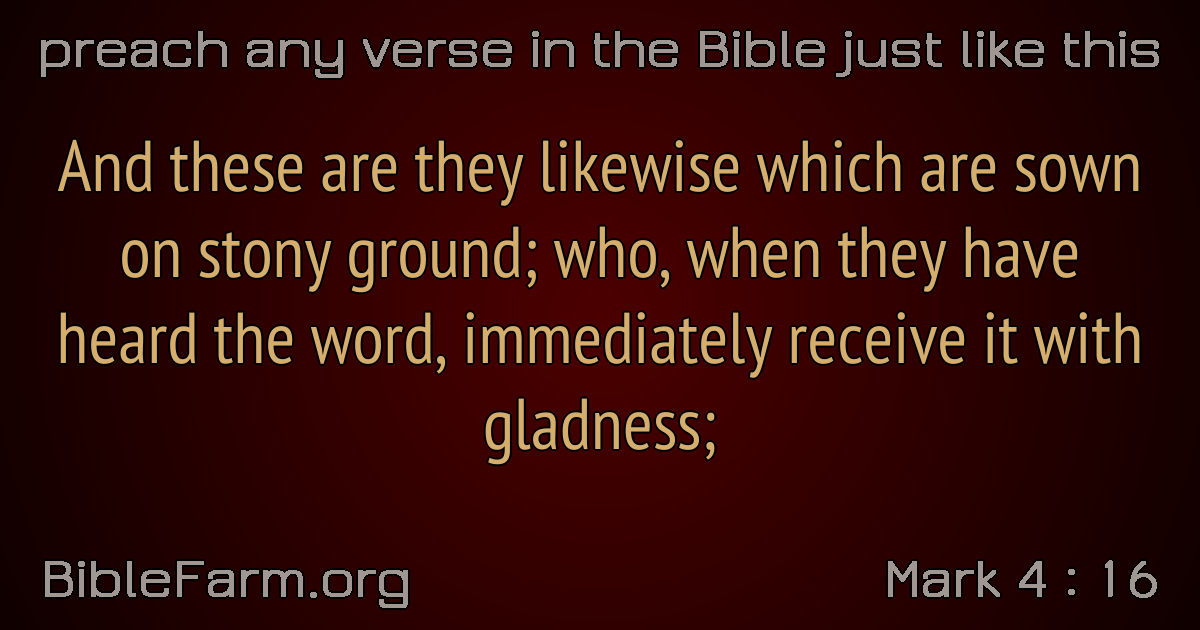 preach any verse in the Bible just like this
And these are they likewise which are sown
on stony ground; who, when they have
heard the word, immediately receive it with
gladness;
BibleFarm.org
Mark 4 : 16